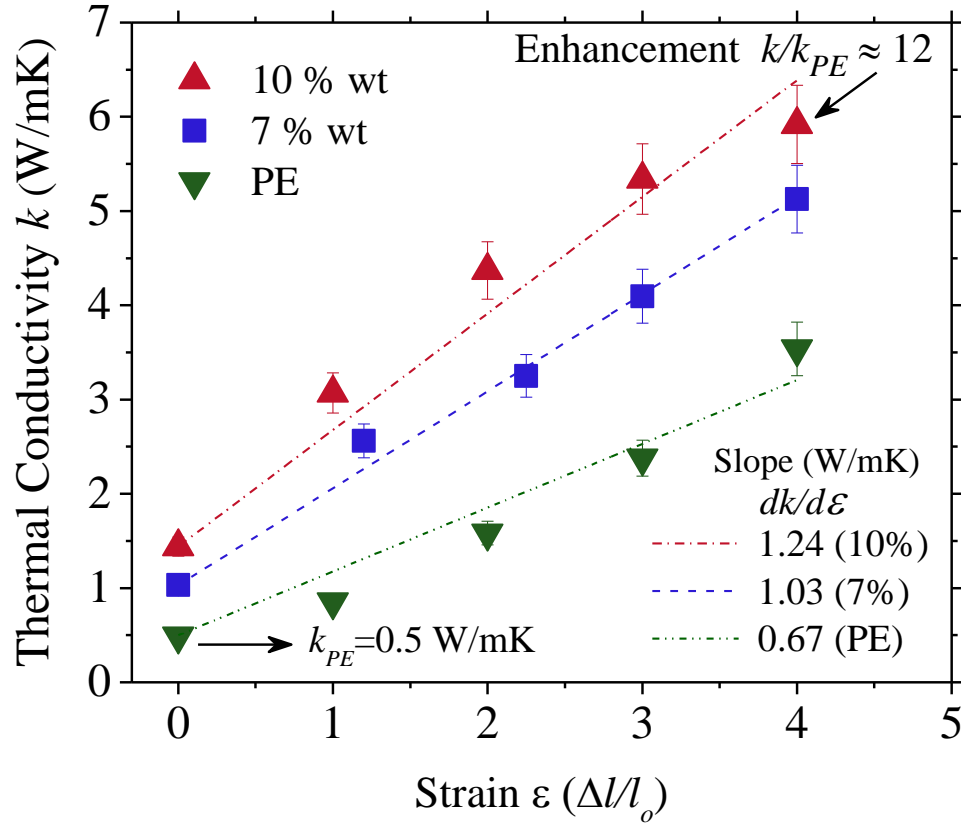 Thermal Conductivity k (W/mK)
7
6
5
4
3
2
1
0
Enhancement k/k_PE ≈ 12
10 % wt
7 % wt
PE
Slope (W/mK)
dk/dε
1.24 (10%)
1.03 (7%)
0.67 (PE)
k_PE=0.5 W/mK
0 1 2 3 4 5
Strain ε (Δl/l_o)